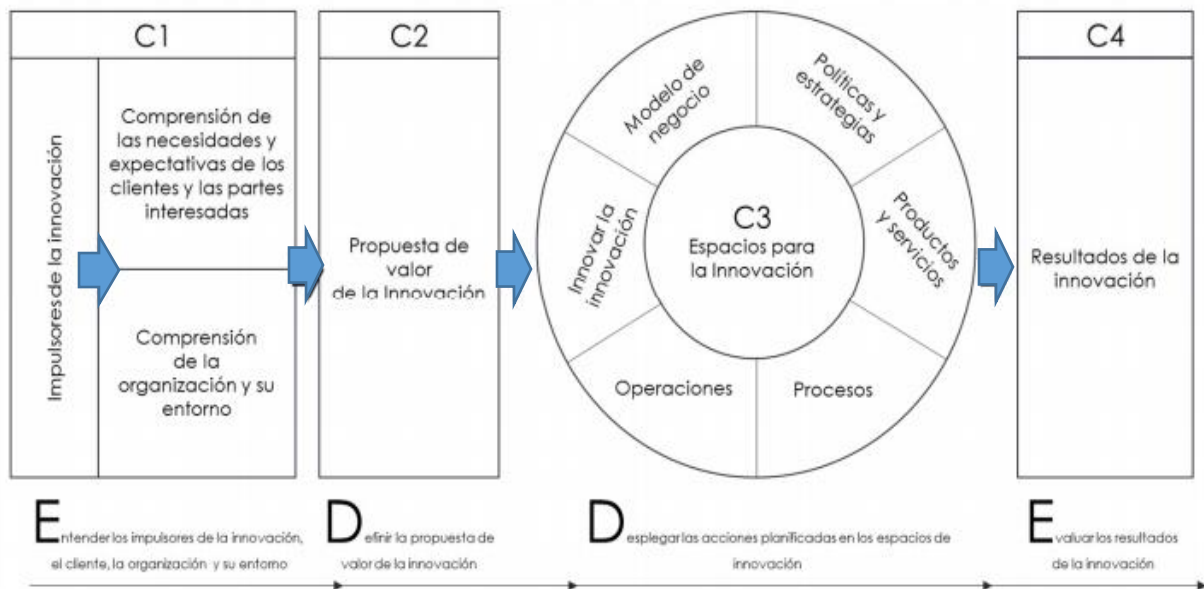 C1
Impulsores de la innovación
Comprensión de
las necesidades y
expectativas de los
clientes y las partes
interesadas
Comprensión
de la
organización y su
entorno
C2
Propuesta de
valor
de la Innovación
Modelo de
negocio
Políticas y
estrategias
Innovar la
innovación
C3
Espacios para
la Innovación
Productos
y servicios
Operaciones
Procesos
C4
Resultados de la
innovación
Entender los impulsores de la innovación,
el cliente, la organización y su entorno
Definir la propuesta de
valor de la innovación
Desplegar las acciones planificadas en los espacios de
innovación
Evaluar los resultados
de la innovación